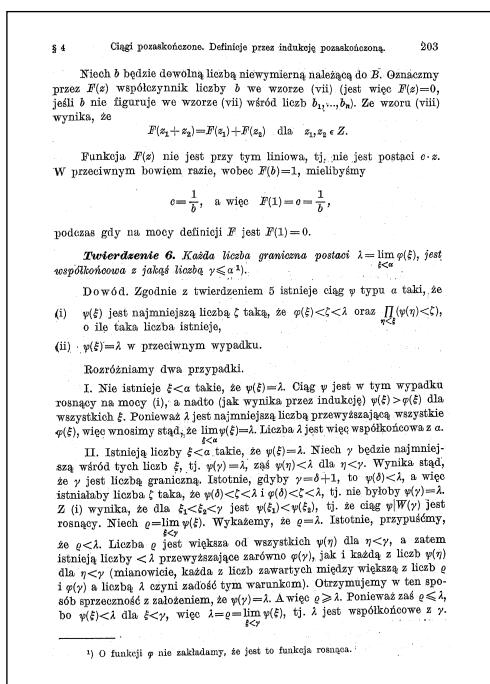 § 4 Ciągi pozaskończone. Definicje przez indukcję pozaskończoną. 203
Niech b będzie dowolną liczbą niewymierną należącą do B. Oznaczmy
przez F(z) współczynnik liczby b we wzorze (vii) (jest więc F(z)=0,
jeśli b nie figuruje we wzorze (vii) wśród liczb b₁,...,bₙ). Ze wzoru (viii)
wynika, że
F(z₁+z₂)=F(z₁)+F(z₂) dla z₁,z₂ ϵ Z.
Funkcja F(z) nie jest przy tym liniowa, tj. nie jest postaci c·z.
W przeciwnym bowiem razie, wobec F(b)=1, mielibyśmy
c=1/b, a więc F(1)=c=1/b,
podczas gdy na mocy definicji F jest F(1)=0.
Twierdzenie 6. Każda liczba graniczna postaci λ=lim φ(ξ), jest
ξ<α
współkońcowa z jakąś liczbą γ⩽α ¹).
Dowód. Zgodnie z twierdzeniem 5 istnieje ciąg ψ typu α taki, że
(i) ψ(ξ) jest najmniejszą liczbą ζ taką, że φ(ξ)<ζ<λ oraz ∏(ψ(η)<ζ),
η<ξ
o ile taka liczba istnieje,
(ii) ψ(ξ)=λ w przeciwnym wypadku.
Rozróżniamy dwa przypadki.
I. Nie istnieje ξ<α takie, że ψ(ξ)=λ. Ciąg ψ jest w tym wypadku
rosnący na mocy (i), a nadto (jak wynika przez indukcję) ψ(ξ)>φ(ξ) dla
wszystkich ξ. Ponieważ λ jest najmniejszą liczbą przewyższającą wszystkie
φ(ξ), więc wnosimy stąd, że lim ψ(ξ)=λ. Liczba λ jest więc współkońcowa z α.
ξ<α
II. Istnieją liczby ξ<α takie, że ψ(ξ)=λ. Niech γ będzie najmniej-
szą wśród tych liczb ξ, tj. ψ(γ)=λ, zaś ψ(η)<λ dla η<γ. Wynika stąd,
że γ jest liczbą graniczną. Istotnie, gdyby γ=δ+1, to ψ(δ)<λ, a więc
istniałaby liczba ζ taka, że ψ(δ)<ζ<λ i φ(δ)<ζ<λ, tj. nie byłoby ψ(γ)=λ.
Z (i) wynika, że dla ξ₁<ξ₂<γ jest ψ(ξ₁)<ψ(ξ₂), tj. że ciąg ψ|W(γ) jest
rosnący. Niech ϱ=lim ψ(ξ). Wykażemy, że ϱ=λ. Istotnie, przypuśćmy,
ξ<γ
że ϱ<λ. Liczba ϱ jest większa od wszystkich ψ(η) dla η<γ, a zatem
istnieją liczby <λ przewyższające zarówno φ(γ), jak i każdą z liczb ψ(η)
dla η<γ (mianowicie, każda z liczb zawartych między większą z liczb ϱ
i φ(γ) a liczbą λ czyni zadość tym warunkom). Otrzymujemy w ten spo-
sób sprzeczność z założeniem, że ψ(γ)=λ. A więc ϱ⩾λ. Ponieważ zaś ϱ⩽λ,
bo ψ(ξ)<λ dla ξ<γ, więc λ=ϱ=lim ψ(ξ), tj. λ jest współkońcowe z γ.
ξ<γ
¹) O funkcji φ nie zakładamy, że jest to funkcja rosnąca.